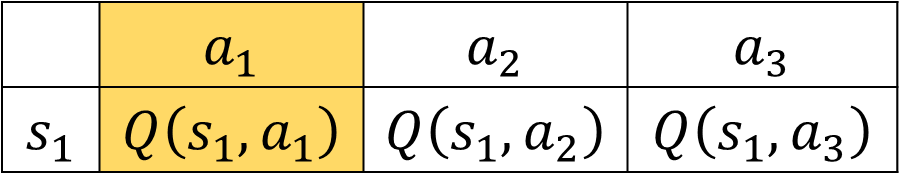 a₁ a₂ a₃
s₁ Q(s₁, a₁) Q(s₁, a₂) Q(s₁, a₃)